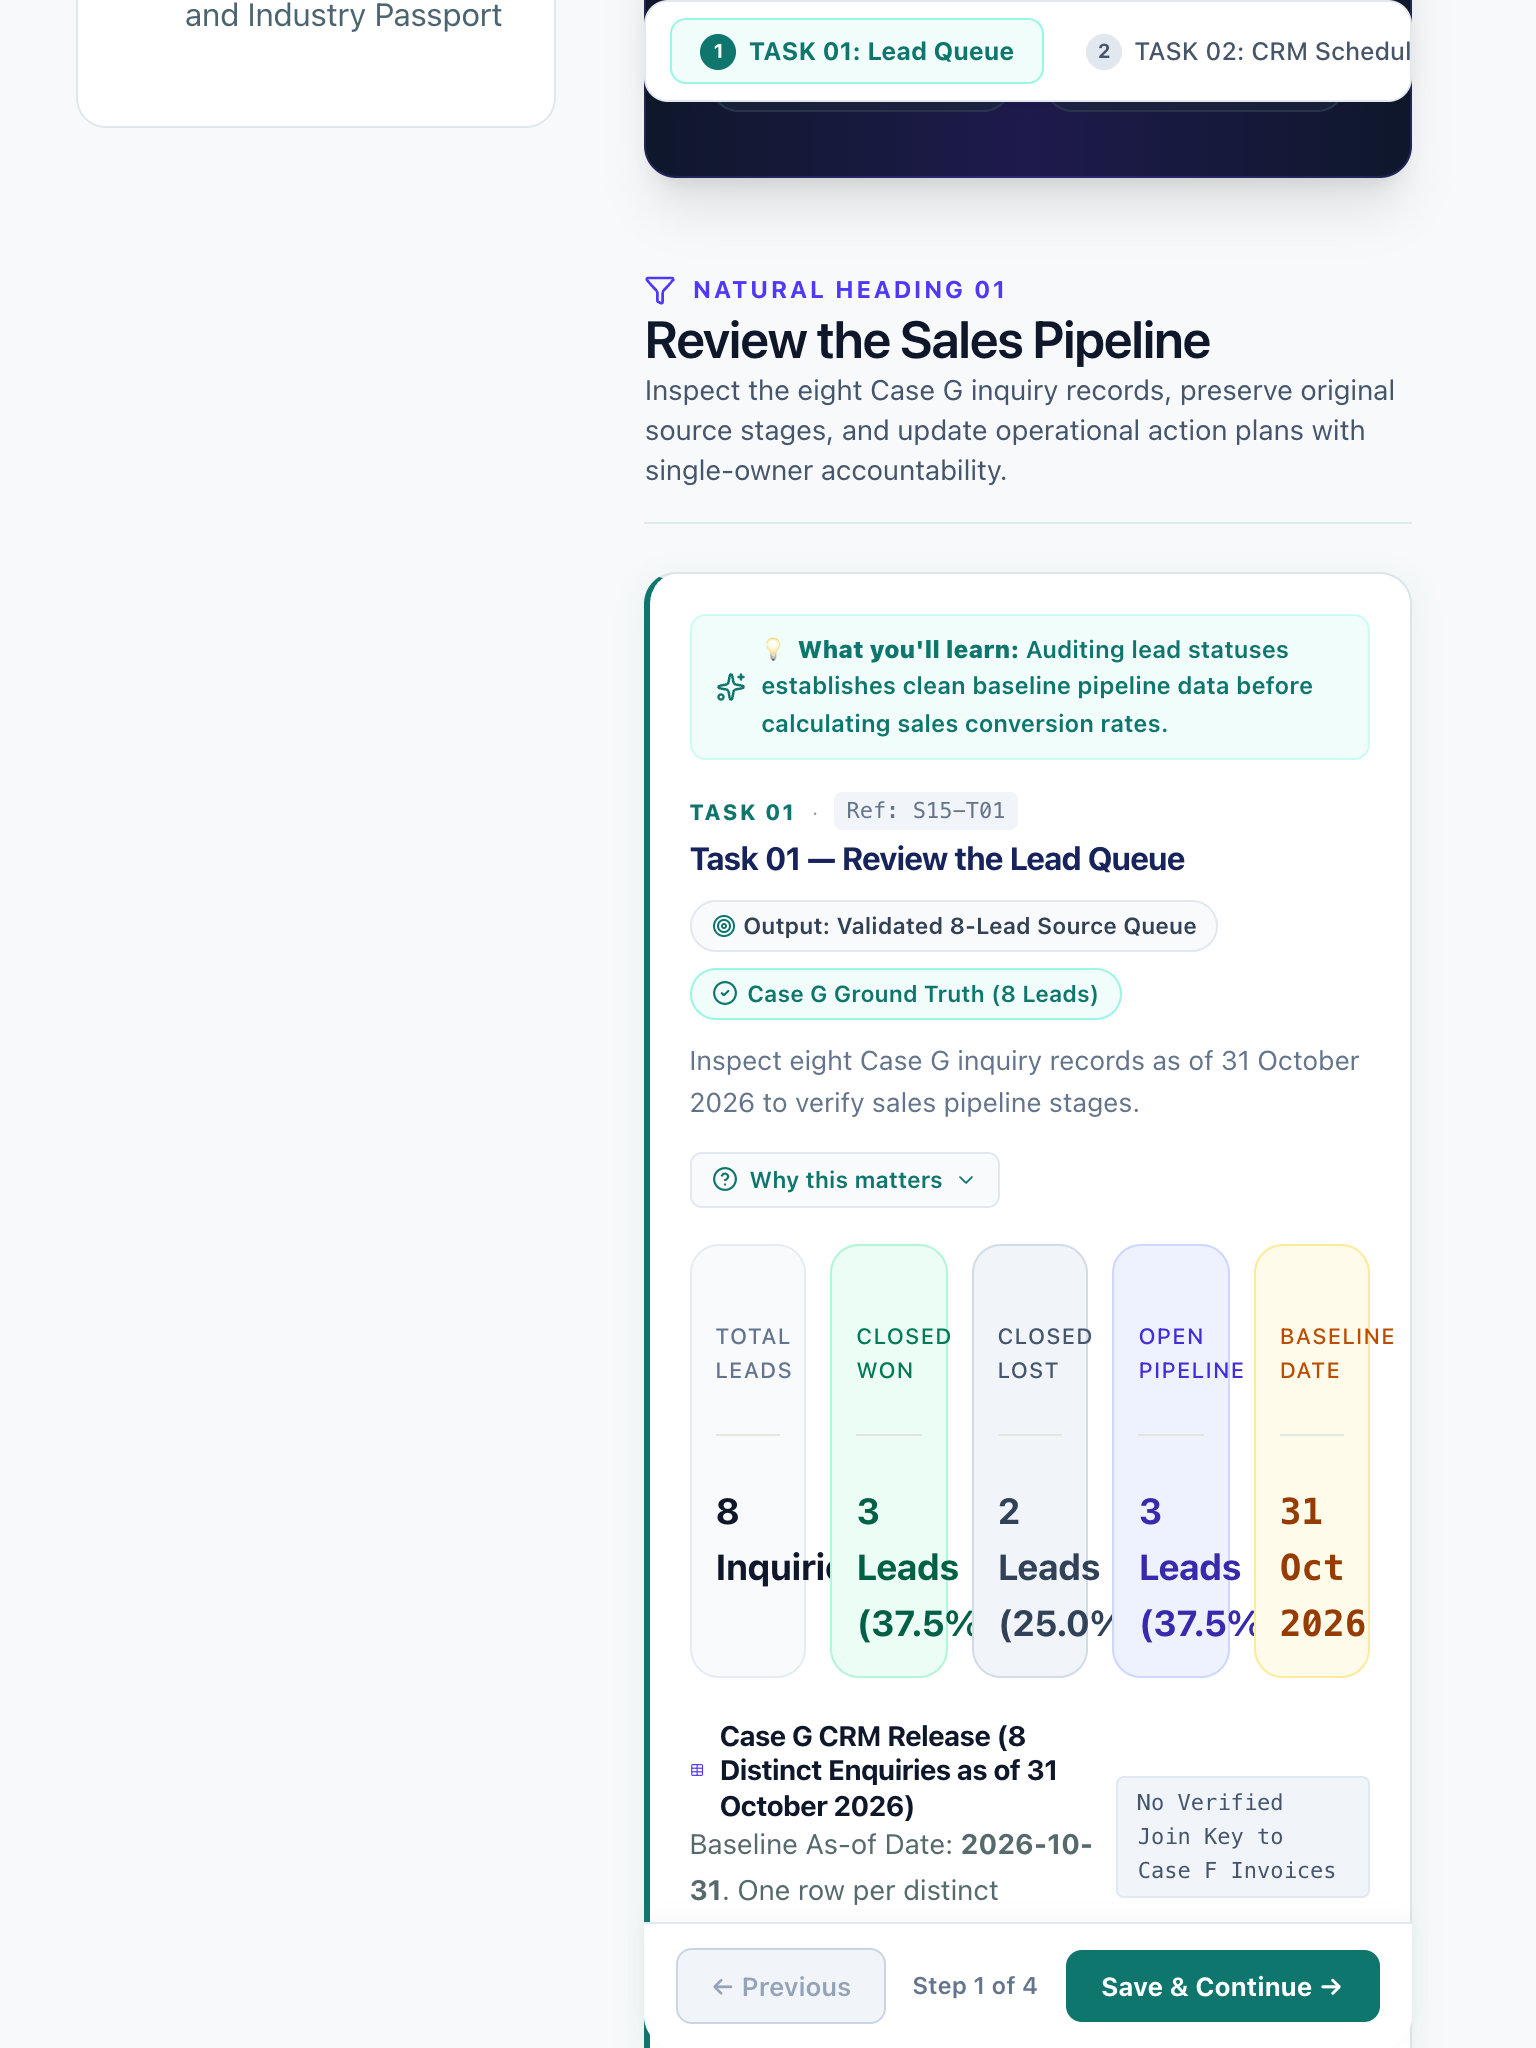 and Industry Passport
1 TASK 01: Lead Queue
2 TASK 02: CRM Schedul
NATURAL HEADING 01
Review the Sales Pipeline
Inspect the eight Case G inquiry records, preserve original
source stages, and update operational action plans with
single-owner accountability.
💡 What you'll learn: Auditing lead statuses
establishes clean baseline pipeline data before
calculating sales conversion rates.
TASK 01 · Ref: S15-T01
Task 01 — Review the Lead Queue
Output: Validated 8-Lead Source Queue
Case G Ground Truth (8 Leads)
Inspect eight Case G inquiry records as of 31 October
2026 to verify sales pipeline stages.
Why this matters
TOTAL
LEADS
8
Inquirie
CLOSED
WON
3
Leads
(37.5%
CLOSED
LOST
2
Leads
(25.0%
OPEN
PIPELINE
3
Leads
(37.5%
BASELINE
DATE
31
Oct
2026
Case G CRM Release (8
Distinct Enquiries as of 31
October 2026)
Baseline As-of Date: 2026-10-
31. One row per distinct
No Verified
Join Key to
Case F Invoices
← Previous
Step 1 of 4
Save & Continue →